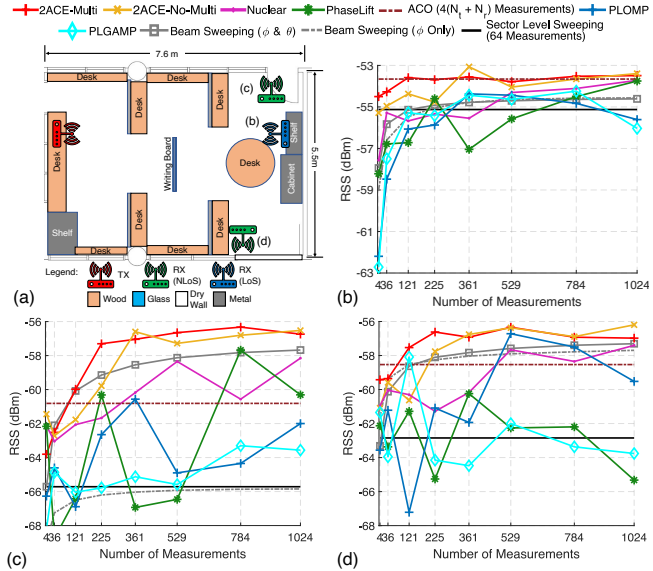 2ACE-Multi 2ACE-No-Multi Nuclear PhaseLift ACO (4(N_t + N_r) Measurements) PLOMP
PLGAMP Beam Sweeping (ϕ & θ) Beam Sweeping (ϕ Only) Sector Level Sweeping
(64 Measurements)
7.6 m
Desk Desk
(c)
Desk Desk
(b)
Shelf
Desk
Writing Board
Desk
5.5m
Cabinet
Desk Desk
Shelf
(d)
Desk Desk
Legend:
TX
RX
(NLoS)
RX
(LoS)
Wood Glass Dry
Wall
Metal
(a)
-53
-55
-57
-59
-61
-63
RSS (dBm)
4 36 121 225 361 529 784 1024
Number of Measurements
(b)
-56
-58
-60
-62
-64
-66
-68
RSS (dBm)
4 36 121 225 361 529 784 1024
Number of Measurements
(c)
-56
-58
-60
-62
-64
-66
-68
RSS (dBm)
4 36 121 225 361 529 784 1024
Number of Measurements
(d)